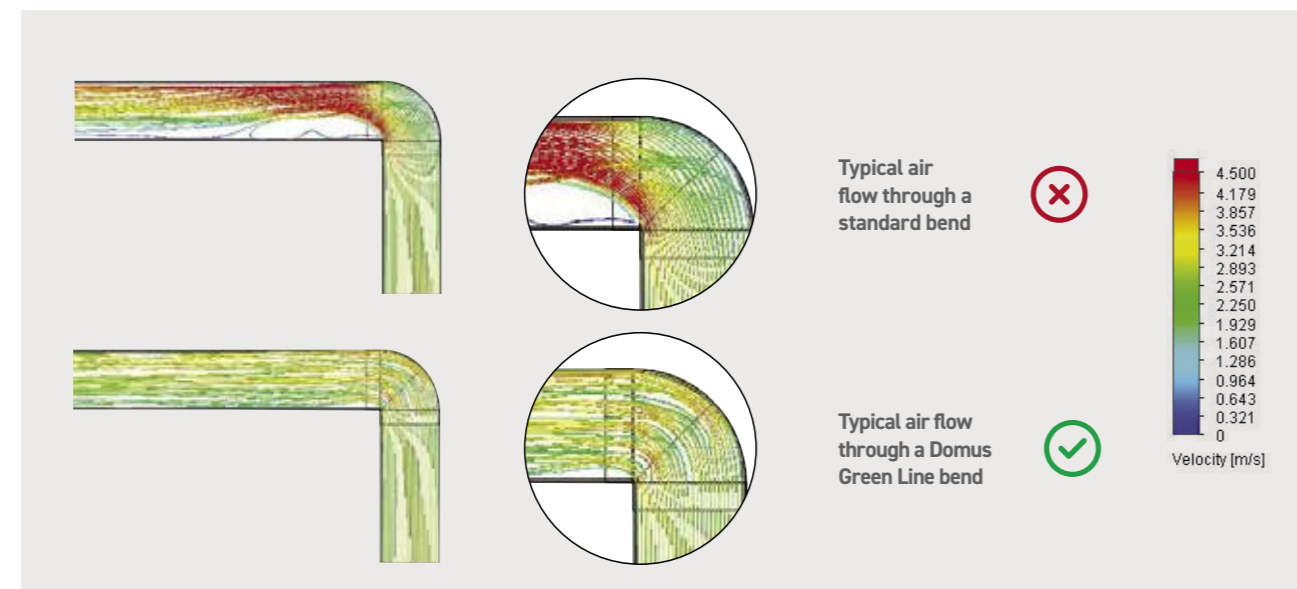 Typical air
flow through a
standard bend
Typical air flow
through a Domus
Green Line bend
4.500
4.179
3.857
3.536
3.214
2.893
2.571
2.250
1.929
1.607
1.286
0.964
0.643
0.321
0
Velocity [m/s]